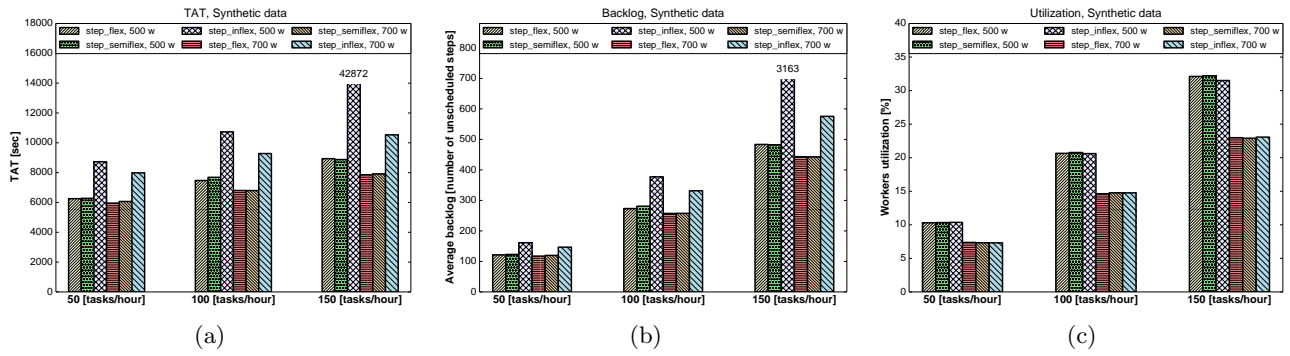 TAT, Synthetic data
step_flex, 500 w
step_semiflex, 500 w
step_inflex, 500 w
step_flex, 700 w
step_semiflex, 700 w
step_inflex, 700 w
18000
16000
14000
12000
10000
8000
6000
4000
2000
0
TAT [sec]
42872
50 [tasks/hour]
100 [tasks/hour]
150 [tasks/hour]
(a)
Backlog, Synthetic data
step_flex, 500 w
step_semiflex, 500 w
step_inflex, 500 w
step_flex, 700 w
step_semiflex, 700 w
step_inflex, 700 w
800
700
600
500
400
300
200
100
0
Average backlog [number of unscheduled steps]
3163
50 [tasks/hour]
100 [tasks/hour]
150 [tasks/hour]
(b)
Utilization, Synthetic data
step_flex, 500 w
step_semiflex, 500 w
step_inflex, 500 w
step_flex, 700 w
step_semiflex, 700 w
step_inflex, 700 w
40
35
30
25
20
15
10
5
0
Workers utilization [%]
50 [tasks/hour]
100 [tasks/hour]
150 [tasks/hour]
(c)